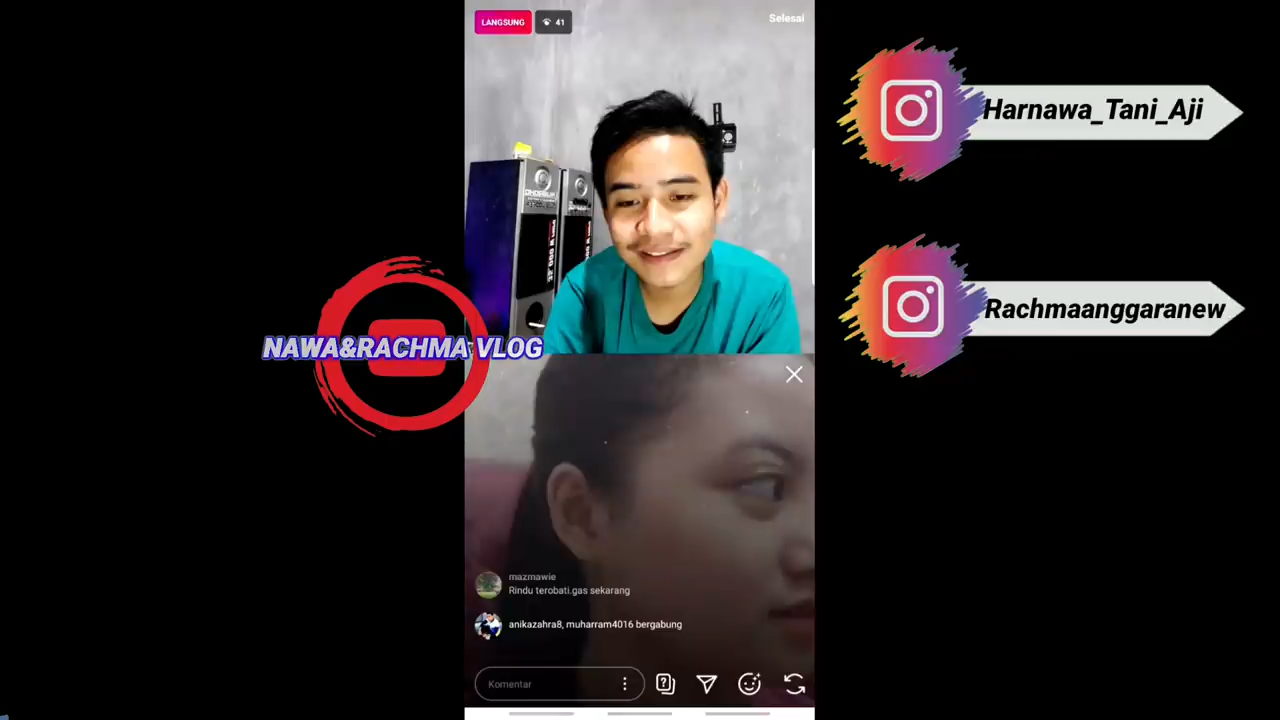 LANGSUNG
41
Selesai
Harnawa_Tani_Aji
Rachmaanggaranew
NAWA&RACHMA VLOG
mazmawie
Rindu terobati.gas sekarang
anikazahra8, muharram4016 bergabung
Komentar